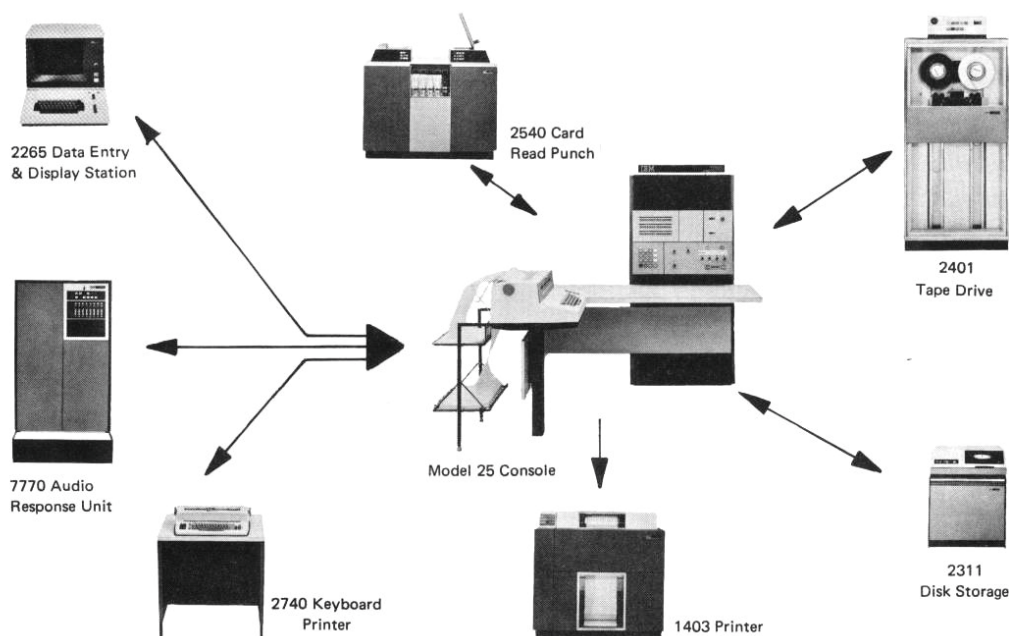 2265 Data Entry
& Display Station
2540 Card
Read Punch
IBM
2401
Tape Drive
7770 Audio
Response Unit
Model 25 Console
2311
Disk Storage
2740 Keyboard
Printer
1403 Printer